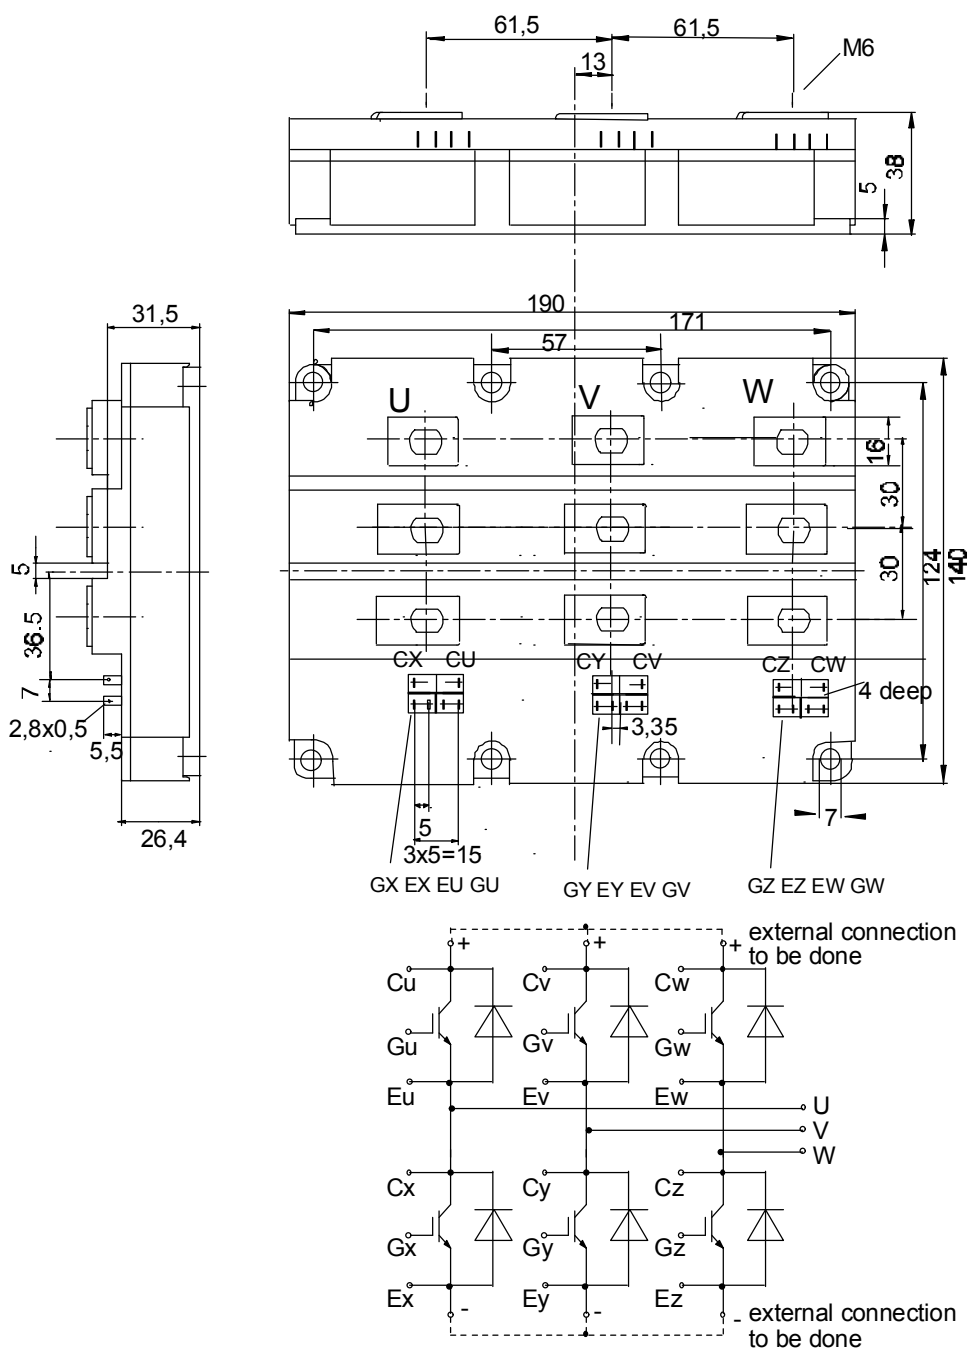 61,5
61,5
M6
13
5
38
31,5
190
171
57
U
V
W
16
30
30
124
140
5
36.5
7
2,8x0,5
5,5
26,4
CX CU
CY CV
CZ CW
4 deep
3,35
5
7
3x5=15
GX EX EU GU
GY EY EV GV
GZ EZ EW GW
+
+
+
external connection
to be done
Cu
Cv
Cw
Gu
Gv
Gw
Eu
Ev
Ew
U
V
W
Cx
Cy
Cz
Gx
Gy
Gz
Ex
Ey
Ez
-
-
-
external connection
to be done